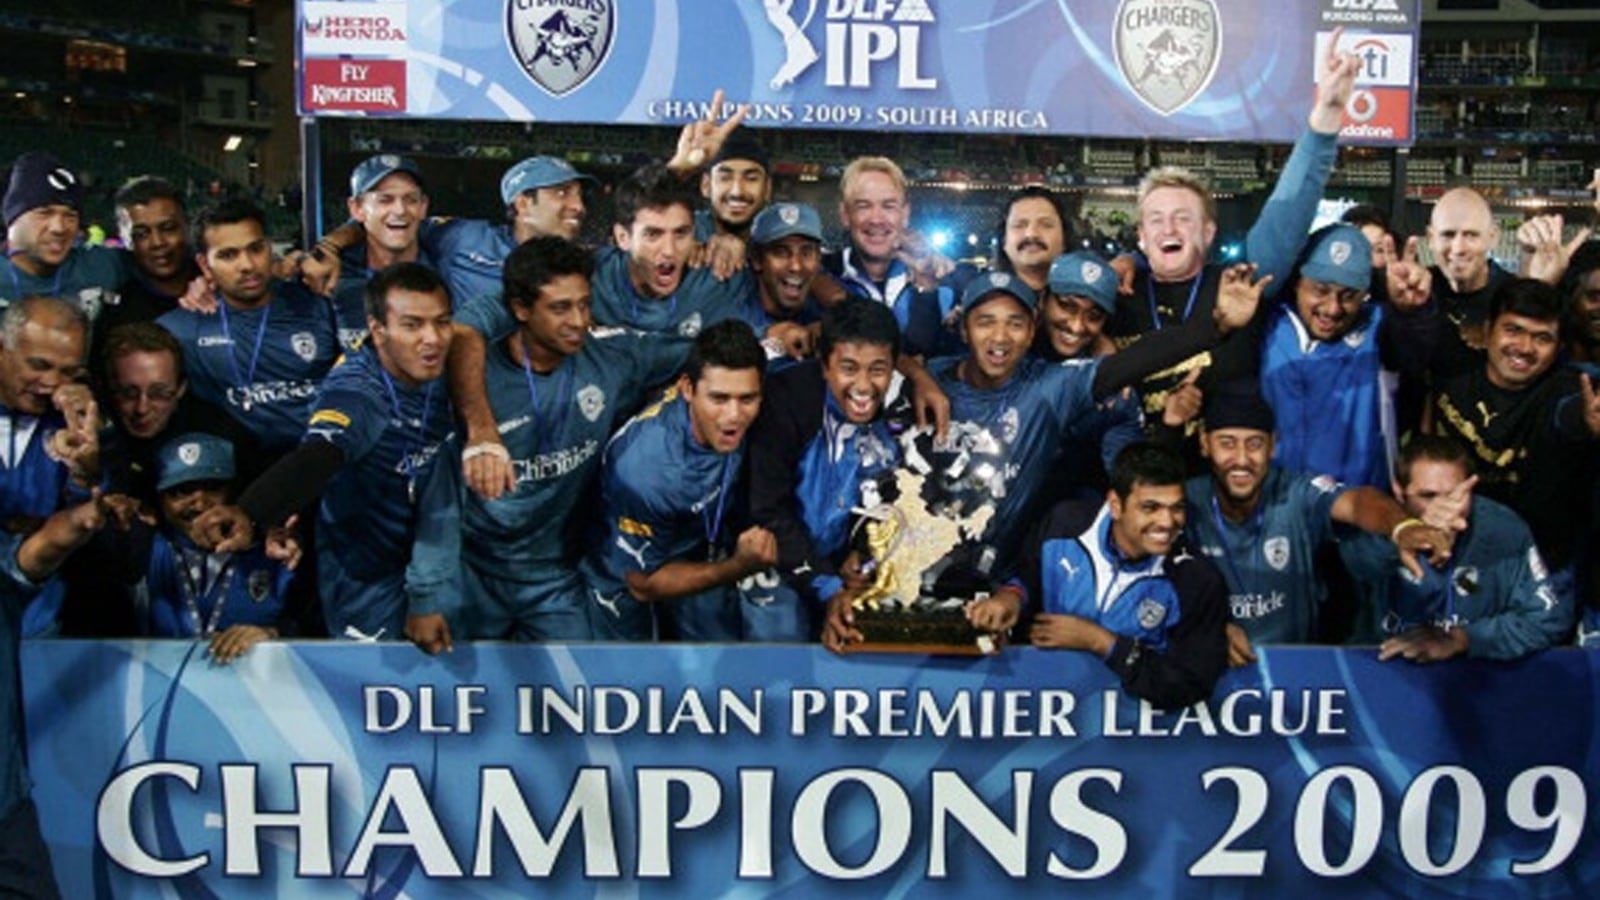 HERO
HONDA
FLY
KINGFISHER
CHARGERS
DLF
IPL
CHAMPIONS 2009 - SOUTH AFRICA
CHARGERS
DLF
BUILDING INDIA
citi
vodafone
Chronicle
Chronicle
DLF INDIAN PREMIER LEAGUE
CHAMPIONS 2009